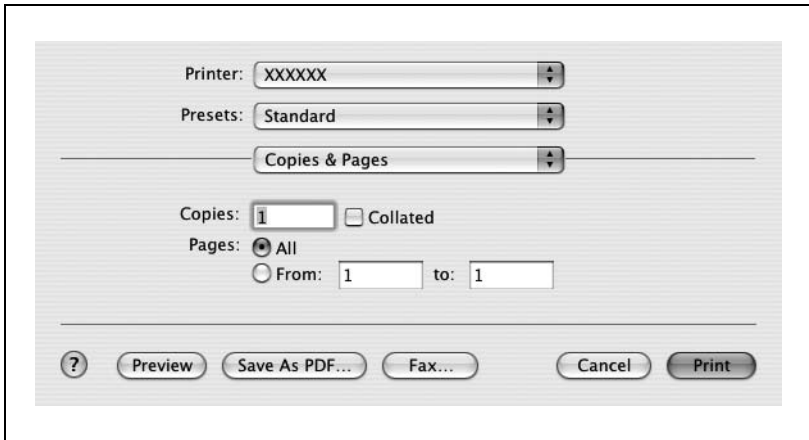 Printer: XXXXXX
Presets: Standard
Copies & Pages
Copies: 1 Collated
Pages: All
From: 1 to: 1
? Preview Save As PDF... Fax... Cancel Print